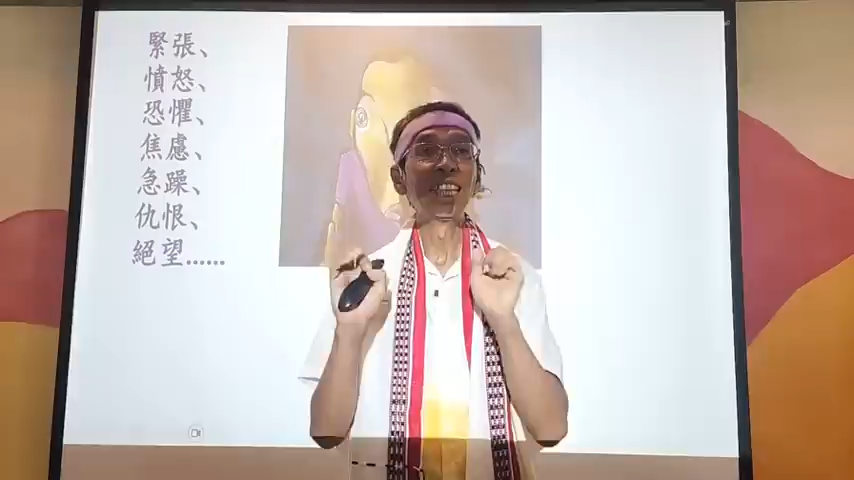 緊張、
憤怒、
恐懼、
焦慮、
急躁、
仇恨、
絕望……